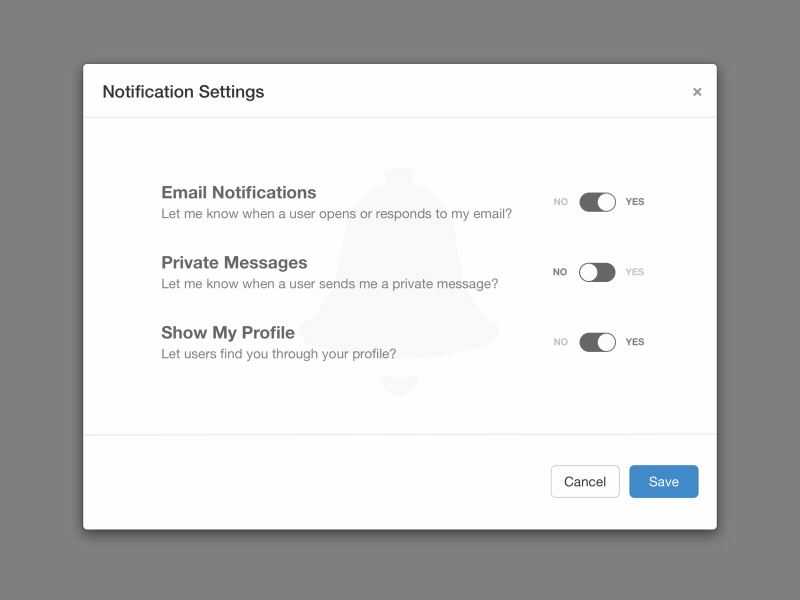 Notification Settings ×
Email Notifications
Let me know when a user opens or responds to my email?
NO YES
Private Messages
Let me know when a user sends me a private message?
NO YES
Show My Profile
Let users find you through your profile?
NO YES
Cancel Save